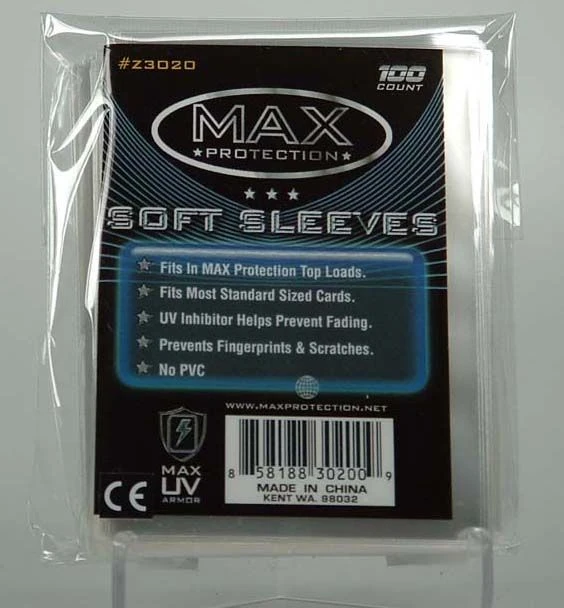 #Z3020
100
COUNT
MAX
★PROTECTION★
★ ★ ★
SOFT SLEEVES
★ Fits In MAX Protection Top Loads.
★ Fits Most Standard Sized Cards.
★ UV Inhibitor Helps Prevent Fading.
★ Prevents Fingerprints & Scratches.
★ No PVC
WWW.MAXPROTECTION.NET
MAX
UV
ARMOR
CE
8 58188 30200 9
MADE IN CHINA
KENT WA. 98032